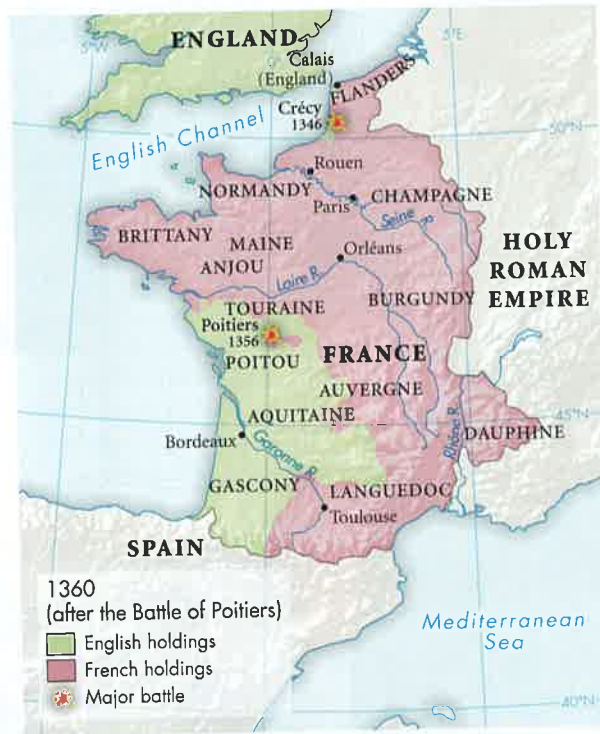 ENGLAND
Calais
(England)
FLANDERS
Crécy
1346
5°W
5°E
50°N
English Channel
Rouen
NORMANDY
Paris
CHAMPAGNE
Seine R.
BRITTANY
MAINE
ANJOU
Orléans
HOLY
ROMAN
EMPIRE
Loire R.
BURGUNDY
TOURAINE
Poitiers
1356
POITOU
FRANCE
AUVERGNE
AQUITAINE
45°N
Bordeaux
Garonne R.
Rhône R.
DAUPHINE
GASCONY
LANGUEDOC
Toulouse
SPAIN
1360
(after the Battle of Poitiers)
English holdings
French holdings
Major battle
Mediterranean
Sea
40°N